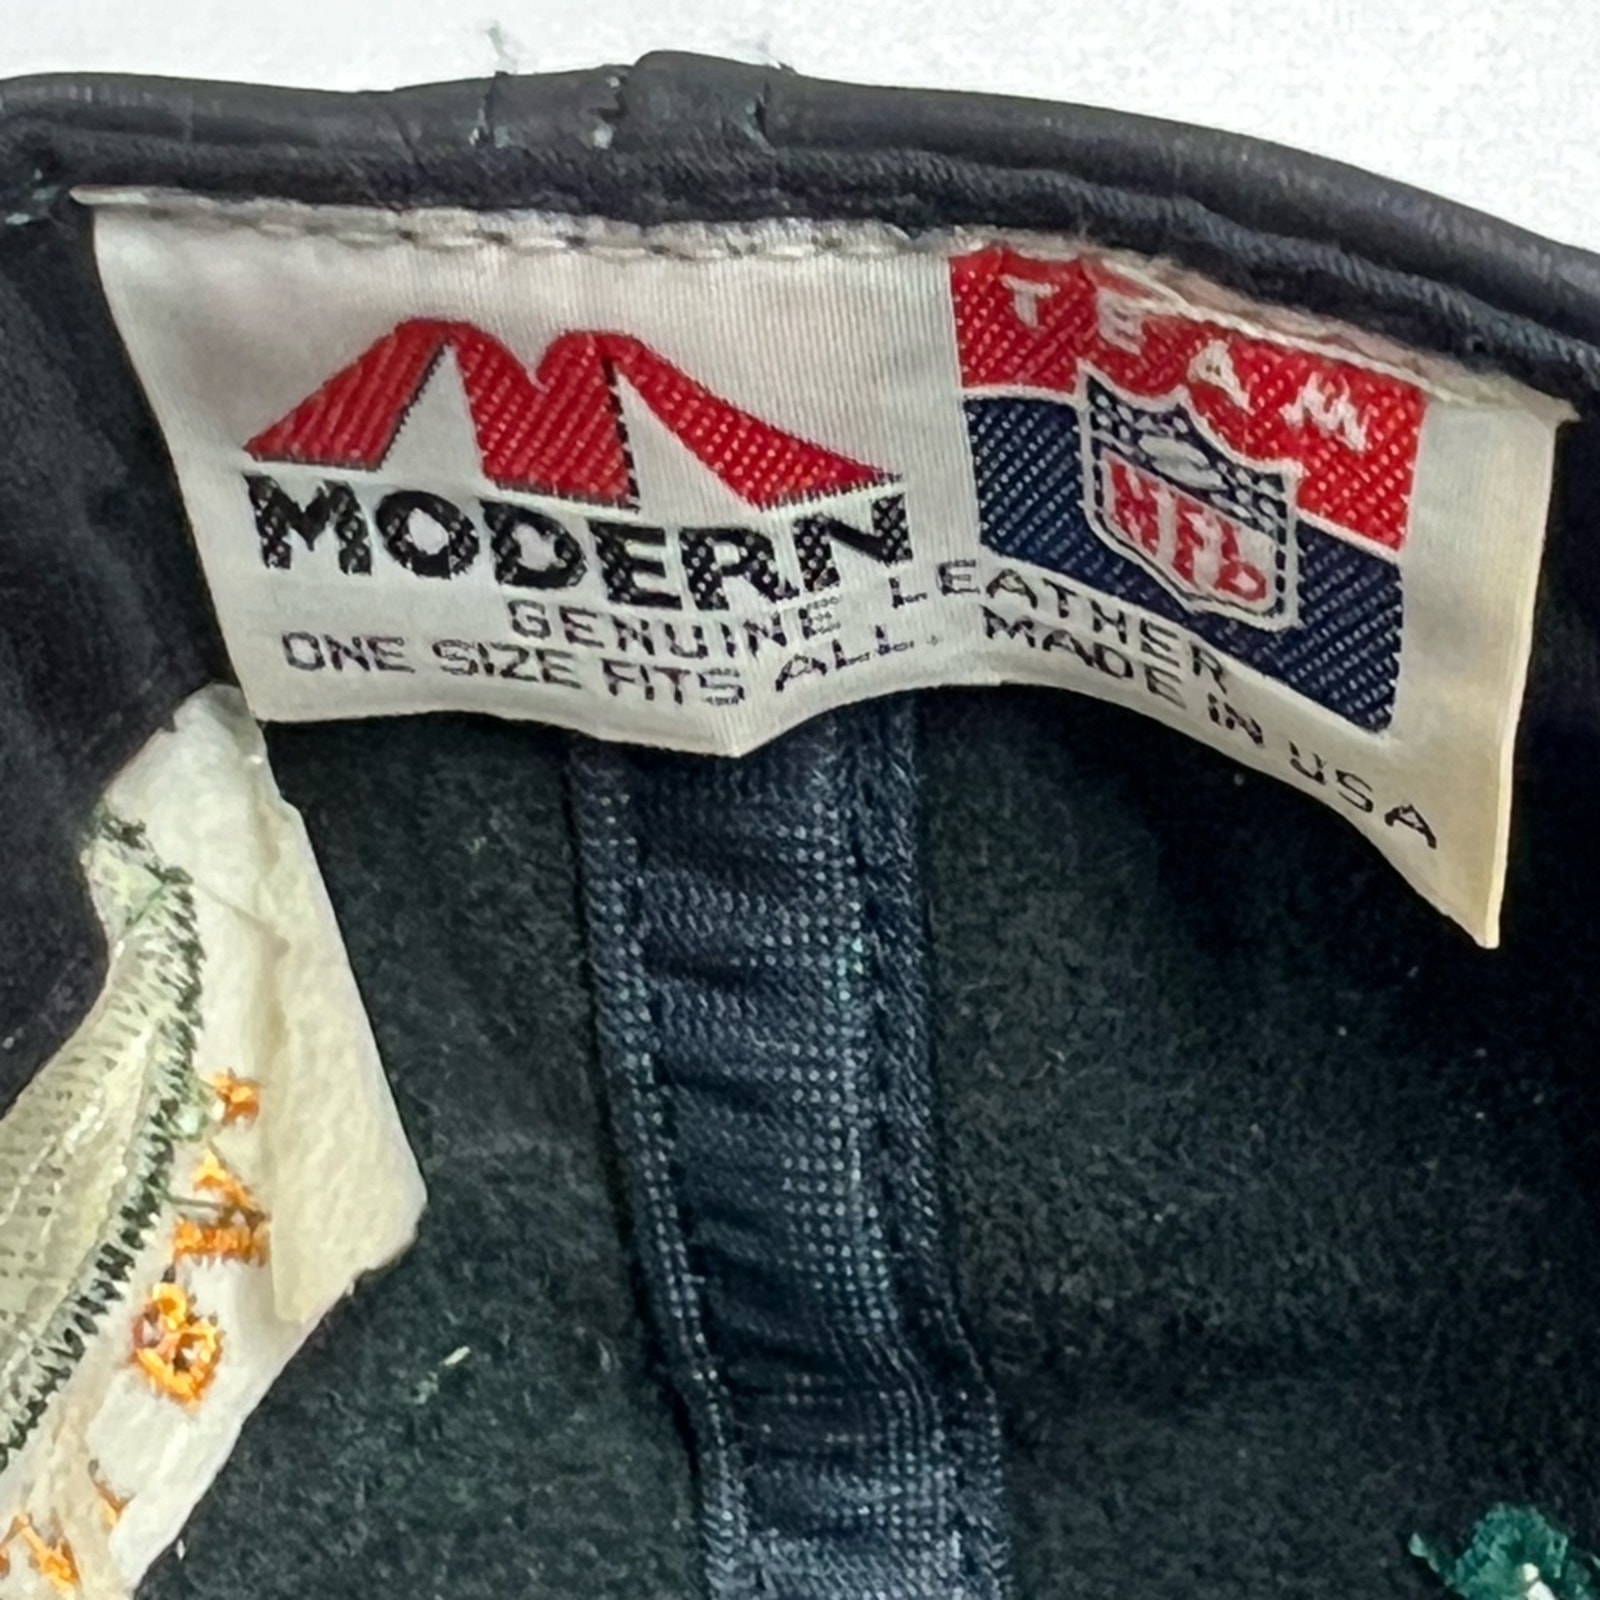 MODERN
TEAM
NFL
GENUINE LEATHER
ONE SIZE FITS ALL. MADE IN USA